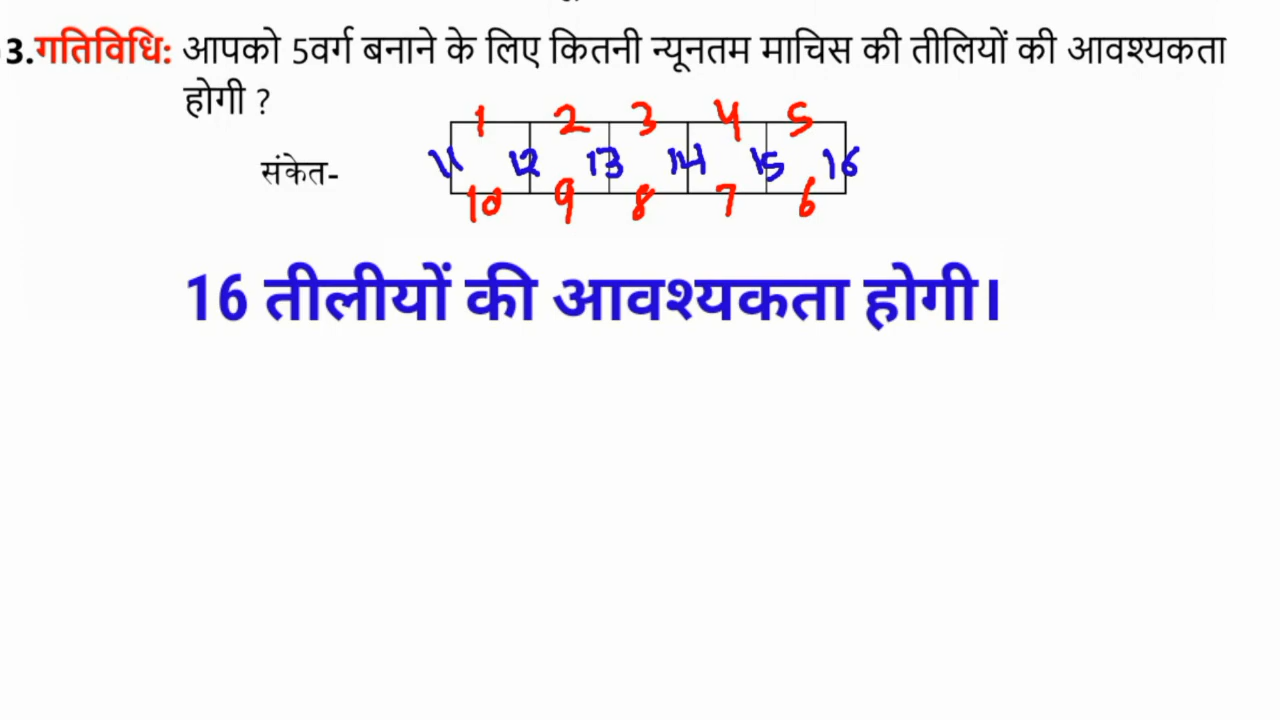 3.गतिविधि: आपको 5वर्ग बनाने के लिए कितनी न्यूनतम माचिस की तीलियों की आवश्यकता
होगी ?
1 2 3 4 5
संकेत- 11 12 13 14 15 16
10 9 8 7 6
16 तीलीयों की आवश्यकता होगी।